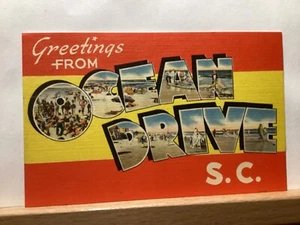 Greetings
FROM
OCEAN
DRIVE
S.C.